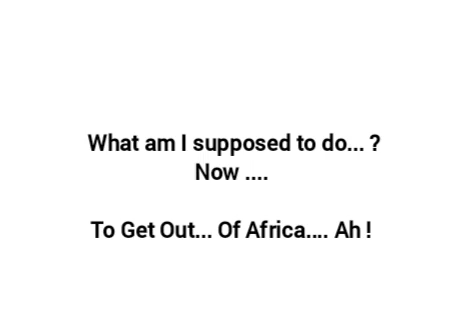 What am I supposed to do... ?
Now ....
To Get Out... Of Africa.... Ah !